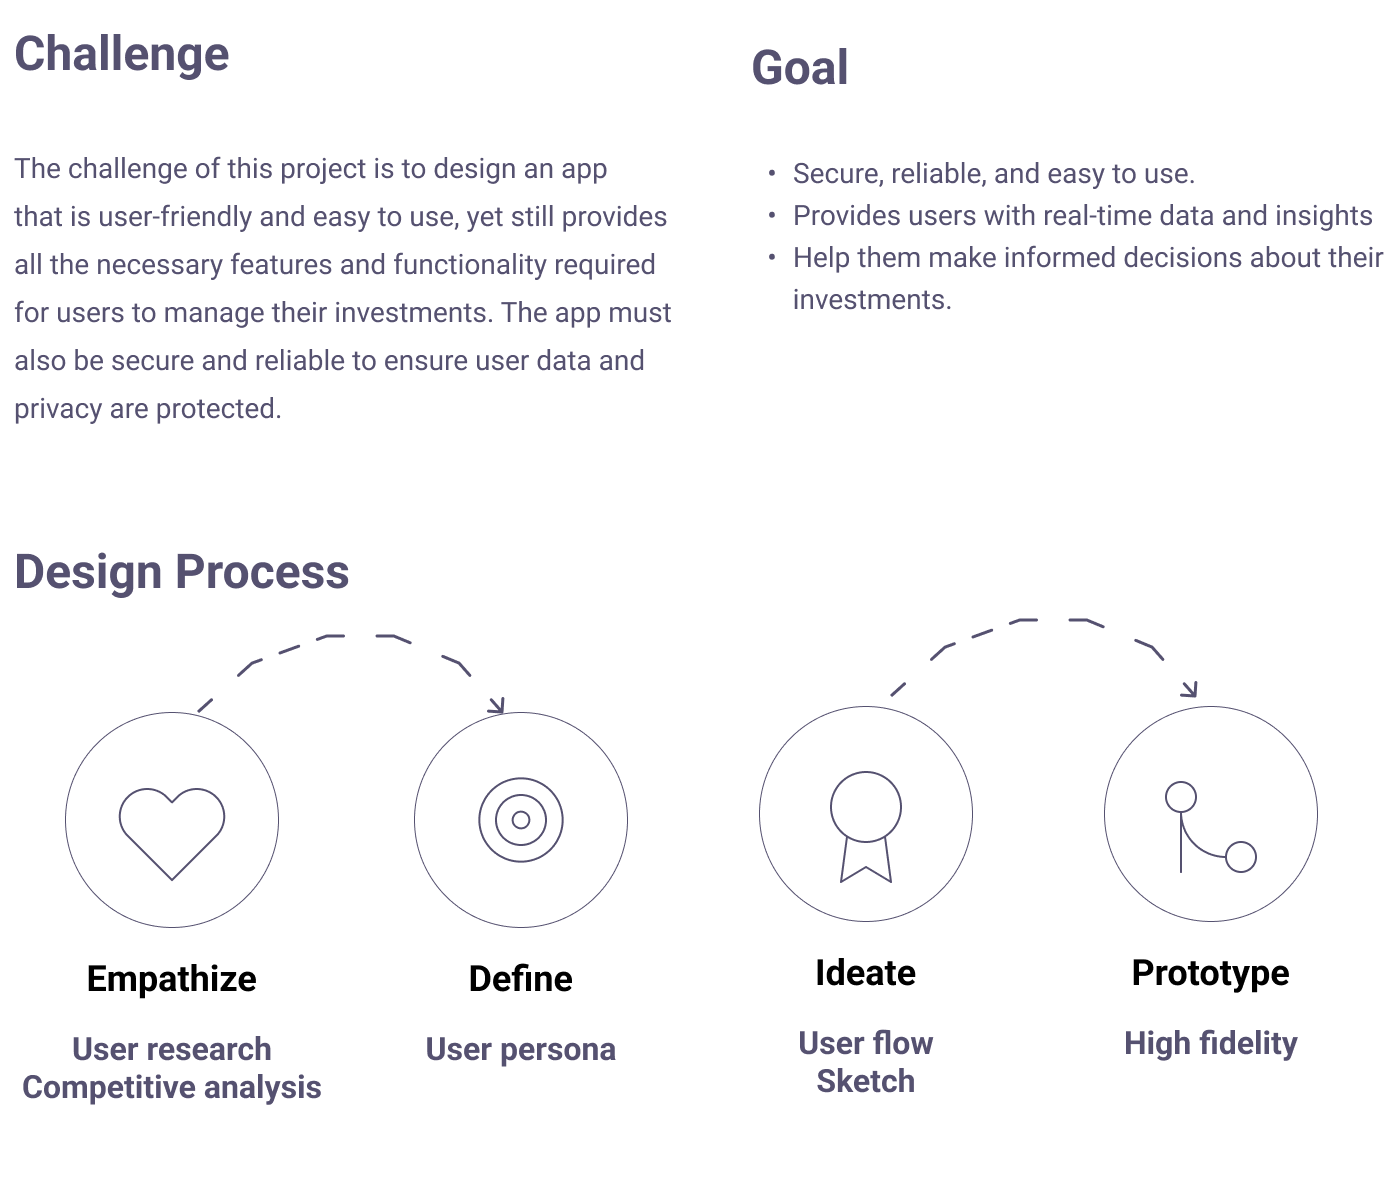 Challenge
The challenge of this project is to design an app
that is user-friendly and easy to use, yet still provides
all the necessary features and functionality required
for users to manage their investments. The app must
also be secure and reliable to ensure user data and
privacy are protected.
Goal
• Secure, reliable, and easy to use.
• Provides users with real-time data and insights
• Help them make informed decisions about their
investments.
Design Process
Empathize
User research
Competitive analysis
Define
User persona
Ideate
User flow
Sketch
Prototype
High fidelity